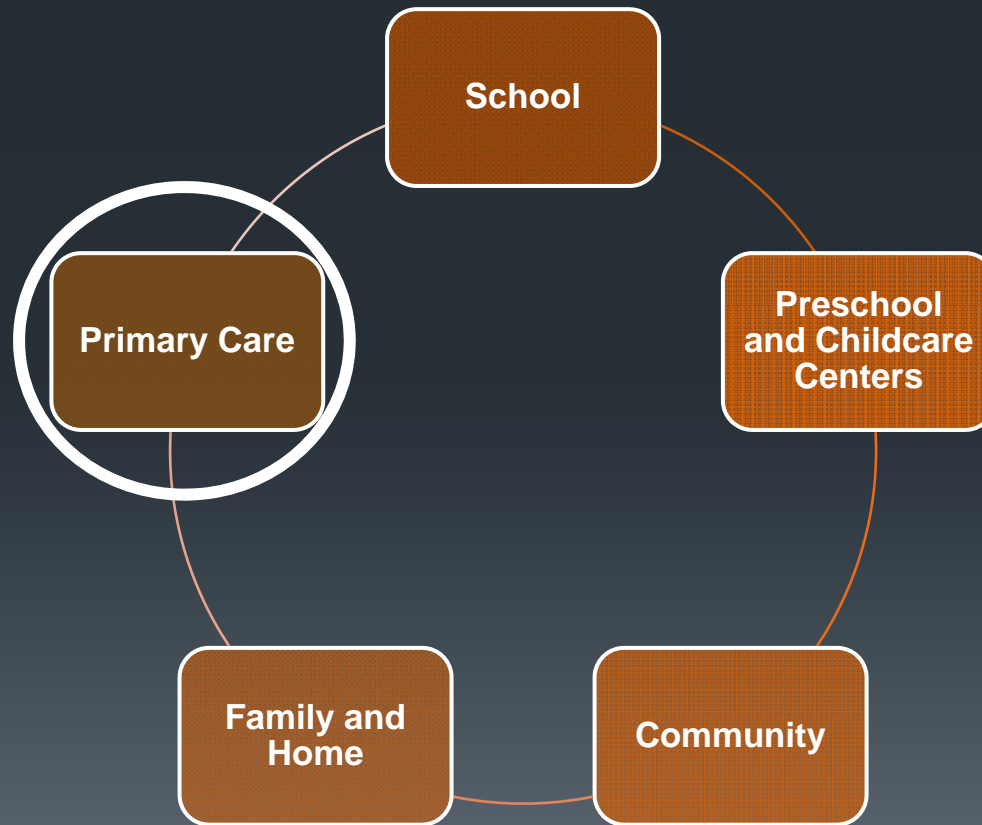 School
Primary Care
Preschool
and Childcare
Centers
Family and
Home
Community